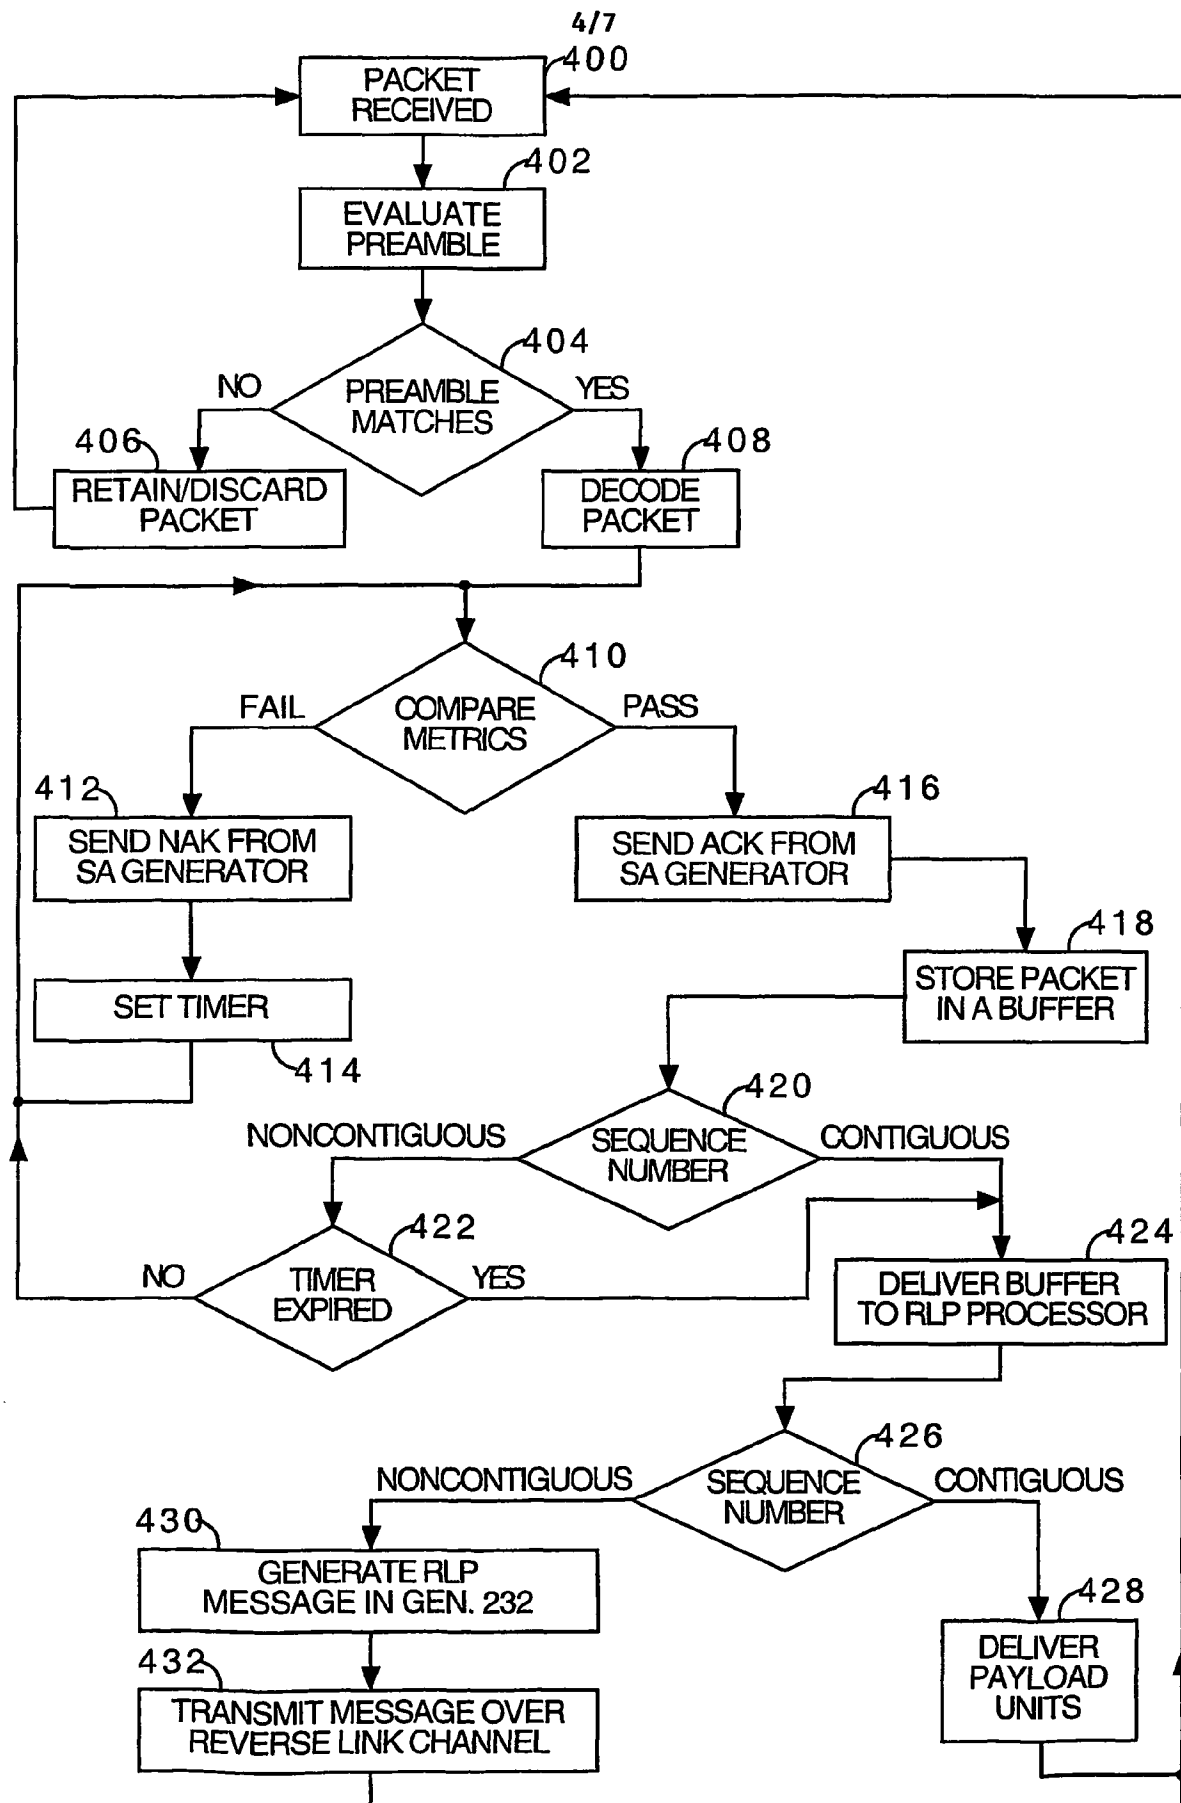 4/7
400
PACKET
RECEIVED
402
EVALUATE
PREAMBLE
404
NO
PREAMBLE
MATCHES
YES
406
RETAIN/DISCARD
PACKET
408
DECODE
PACKET
410
FAIL
COMPARE
METRICS
PASS
412
SEND NAK FROM
SA GENERATOR
416
SEND ACK FROM
SA GENERATOR
418
STORE PACKET
IN A BUFFER
SET TIMER
414
420
NONCONTIGUOUS
SEQUENCE
NUMBER
CONTIGUOUS
422
NO
TIMER
EXPIRED
YES
424
DELIVER BUFFER
TO RLP PROCESSOR
426
NONCONTIGUOUS
SEQUENCE
NUMBER
CONTIGUOUS
430
GENERATE RLP
MESSAGE IN GEN. 232
428
DELIVER
PAYLOAD
UNITS
432
TRANSMIT MESSAGE OVER
REVERSE LINK CHANNEL